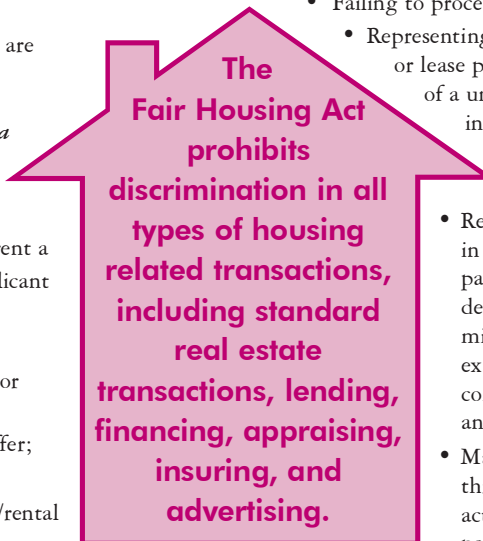 are
a
rent a
licant
or
fer;
/rental
The
Fair Housing Act
prohibits
discrimination in all
types of housing
related transactions,
including standard
real estate
transactions, lending,
financing, appraising,
insuring, and
advertising.
• Failing to proce
• Representing
or lease p
of a u
in
• Re
in
pa
de
mi
ex
co
an
• Ma
th